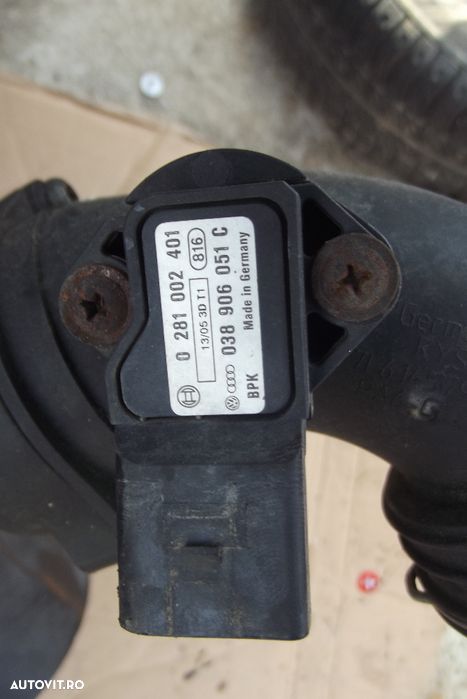 0 281 002 401
13/05 3D T1
816
038 906 051 C
BPK
Made in Germany
G
AUTOVIT.RO